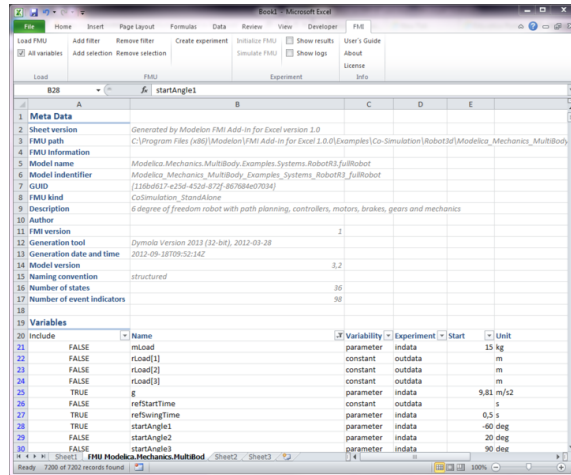 Book1 - Microsoft Excel
File Home Insert Page Layout Formulas Data Review View Developer FMI
Load FMU Add filter Remove filter Create experiment Initialize FMU Show results User's Guide
All variables Add selection Remove selection Simulate FMU Show logs About
License
Load FMU Experiment Info
B28 fx startAngle1
A B C D E
1 Meta Data
2 Sheet version Generated by Modelon FMI Add-In for Excel version 1.0
3 FMU path C:\Program Files (x86)\Modelon\FMI Add-In for Excel 1.0.0\Examples\Co-Simulation\Robot3d\Modelica_Mechanics_MultiBody
4 FMU Information
5 Model name Modelica.Mechanics.MultiBody.Examples.Systems.RobotR3.fullRobot
6 Model indentifier Modelica_Mechanics_MultiBody_Examples_Systems_RobotR3_fullRobot
7 GUID {116bd617-e25d-452d-872f-867684e07034}
8 FMU kind CoSimulation_StandAlone
9 Description 6 degree of freedom robot with path planning, controllers, motors, brakes, gears and mechanics
10 Author
11 FMI version 1
12 Generation tool Dymola Version 2013 (32-bit), 2012-03-28
13 Generation date and time 2012-09-18T09:52:14Z
14 Model version 3,2
15 Naming convention structured
16 Number of states 36
17 Number of event indicators 98
18
19 Variables
20 Include Name Variability Experiment Start Unit
21 FALSE mLoad parameter indata 15 kg
22 FALSE rLoad[1] constant outdata m
23 FALSE rLoad[2] constant outdata m
24 FALSE rLoad[3] constant outdata m
25 TRUE g parameter indata 9,81 m/s2
26 FALSE refStartTime constant outdata s
27 TRUE refSwingTime parameter indata 0,5 s
28 TRUE startAngle1 parameter indata -60 deg
29 FALSE startAngle2 parameter indata 20 deg
30 FALSE startAngle3 parameter indata 90 deg
Sheet1 FMU Modelica.Mechanics.MultiBod Sheet2 Sheet3
Ready 7200 of 7202 records found 100%